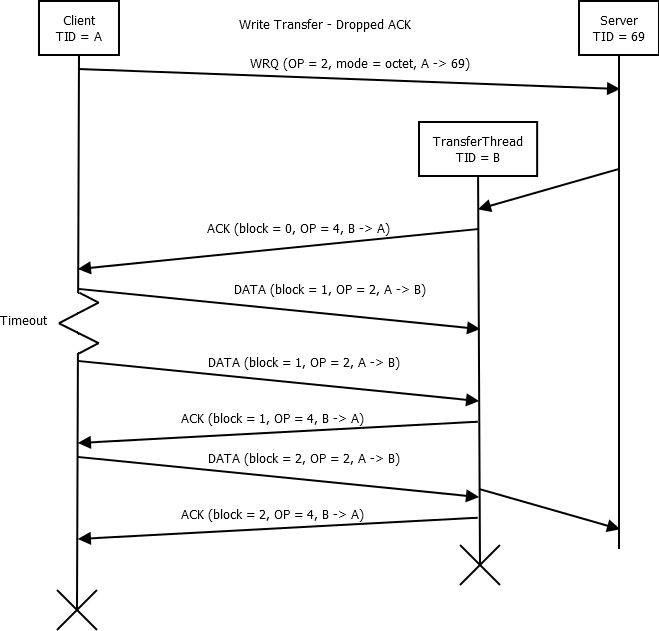 Client
TID = A
Write Transfer - Dropped ACK
Server
TID = 69
WRQ (OP = 2, mode = octet, A -> 69)
TransferThread
TID = B
ACK (block = 0, OP = 4, B -> A)
DATA (block = 1, OP = 2, A -> B)
Timeout
DATA (block = 1, OP = 2, A -> B)
ACK (block = 1, OP = 4, B -> A)
DATA (block = 2, OP = 2, A -> B)
ACK (block = 2, OP = 4, B -> A)